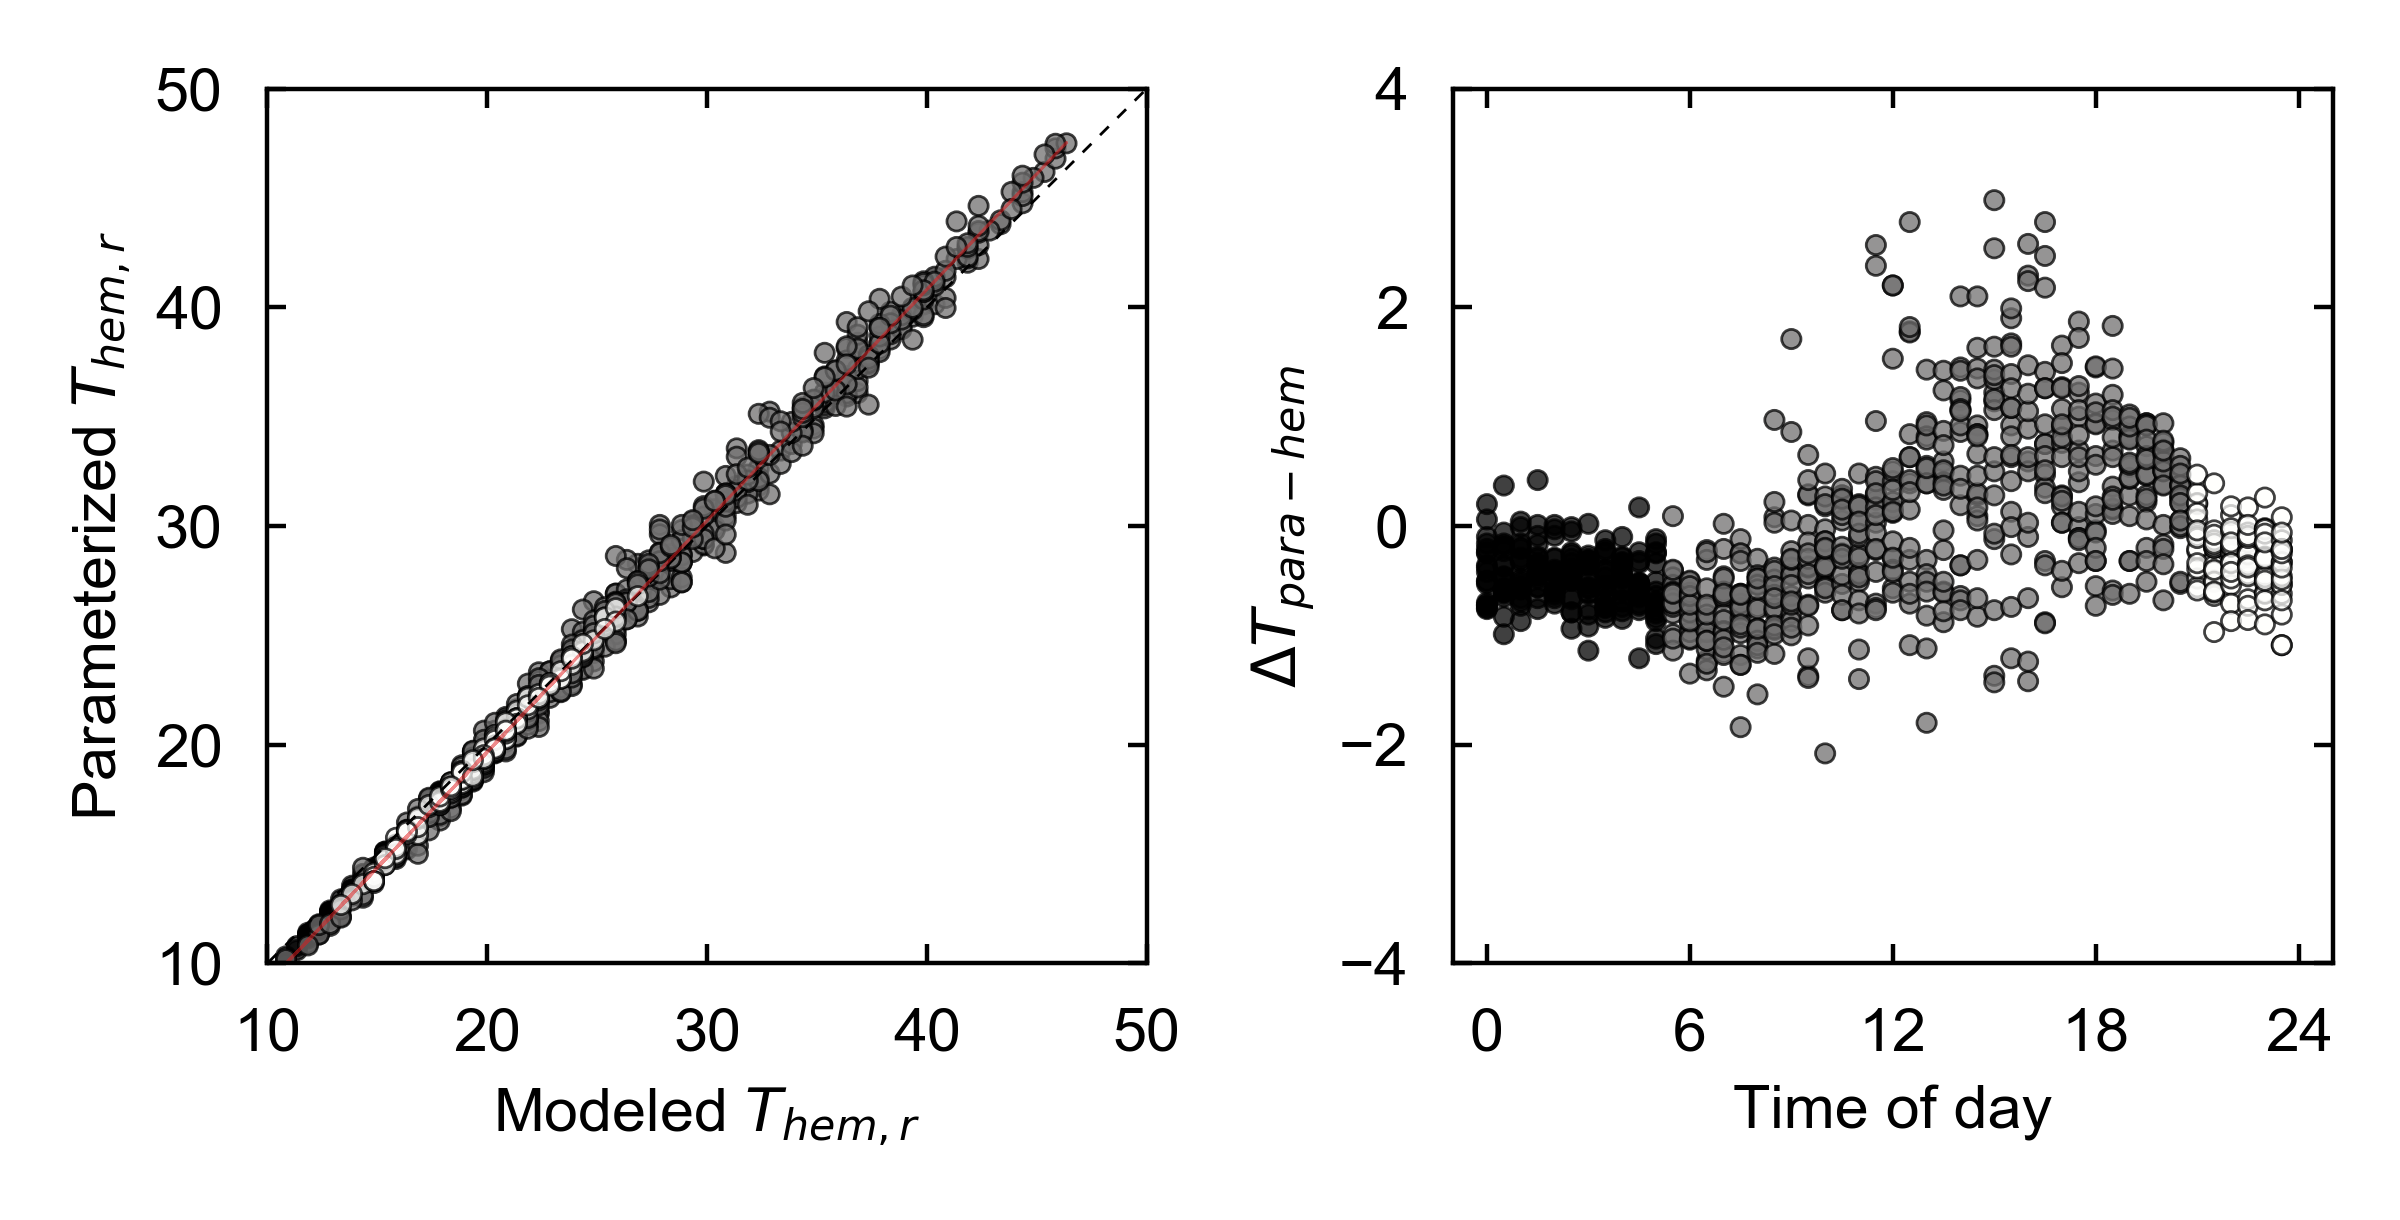 50
40
30
20
10
10 20 30 40 50
Parameterized T_{hem, r}
Modeled T_{hem, r}
4
2
0
−2
−4
0 6 12 18 24
ΔT_{para − hem}
Time of day